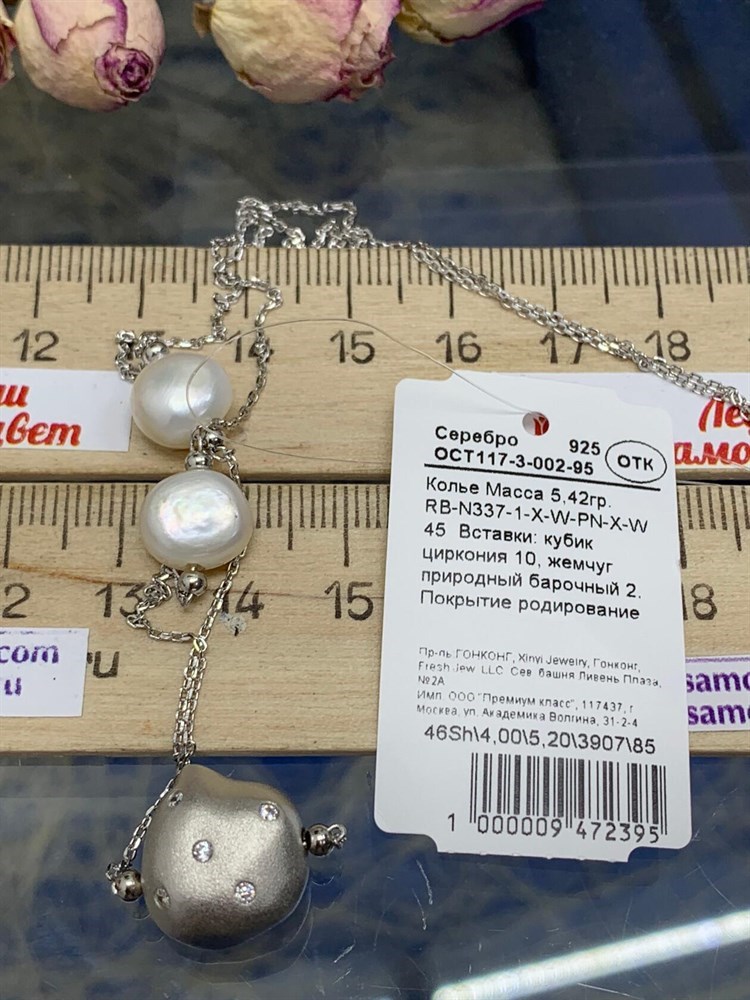 12 13 14 15 16 17 18
цвет
Серебро 925
ОСТ117-3-002-95
ОТК
Колье Масса 5,42гр.
RB-N337-1-X-W-PN-X-W
45 Вставки: кубик
циркония 10, жемчуг
природный барочный 2.
Покрытие родирование
Пр-ль ГОНКОНГ, Xinyi Jewelry, Гонконг,
Fresh Jew. LLC. Сев. башня Ливень Плаза,
№2А
Имп. ООО "Премиум класс", 117437, г.
Москва, ул. Академика Волгина, 31-2-4
46Sh\4,00\5,20\3907\85
1 000009 472395
13 14 15 18
com
ru